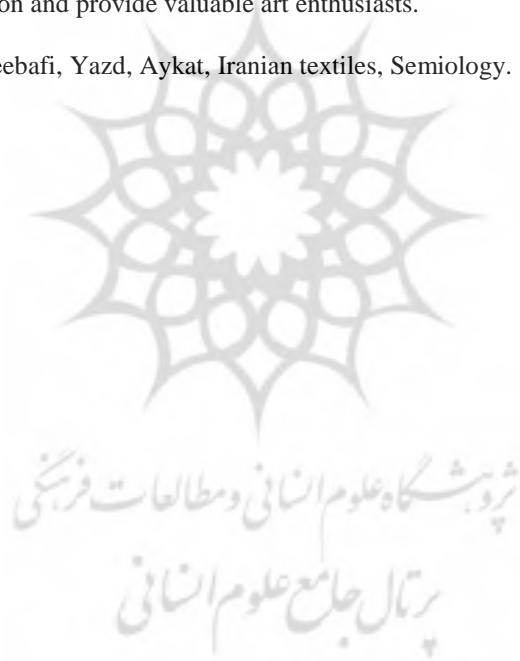 on and provide valuable art enthusiasts.
eebafi, Yazd, Aykat, Iranian textiles, Semiology.
پژوهشگاه علوم انسانی و مطالعات فرهنگی
پرتال جامع علوم انسانی